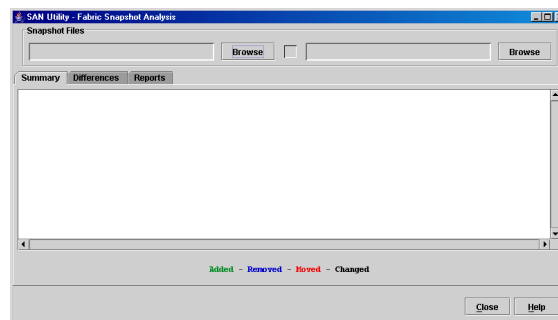 SAN Utility - Fabric Snapshot Analysis
Snapshot Files
Browse Browse
Summary Differences Reports
Added - Removed - Moved - Changed
Close Help